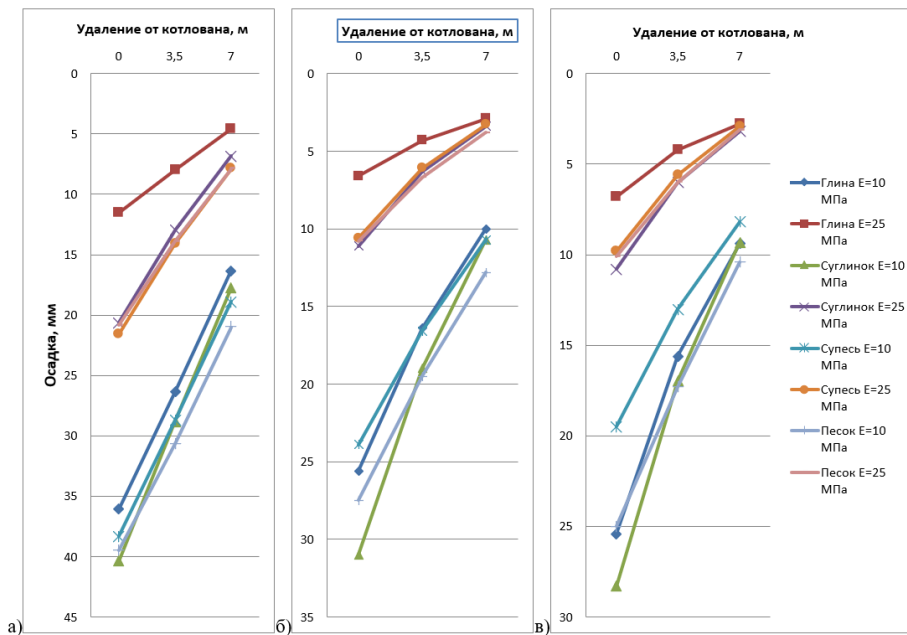 Удаление от котлована, м
0 3,5 7
0
5
10
15
20
25
30
35
40
45
Осадка, мм
а)
Удаление от котлована, м
0 3,5 7
0
5
10
15
20
25
30
35
б)
Удаление от котлована, м
0 3,5 7
0
5
10
15
20
25
30
в)
Глина E=10
МПа
Глина E=25
МПа
Суглинок E=10
МПа
Суглинок E=25
МПа
Супесь E=10
МПа
Супесь E=25
МПа
Песок E=10
МПа
Песок E=25
МПа